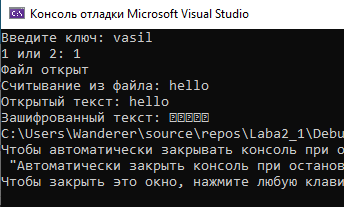 Консоль отладки Microsoft Visual Studio
Введите ключ: vasil
1 или 2: 1
Файл открыт
Считывание из файла: hello
Открытый текст: hello
Зашифрованный текст:
C:\Users\Wanderer\source\repos\Laba2_1\Debu
Чтобы автоматически закрывать консоль при о
"Автоматически закрыть консоль при останов
Чтобы закрыть это окно, нажмите любую клави